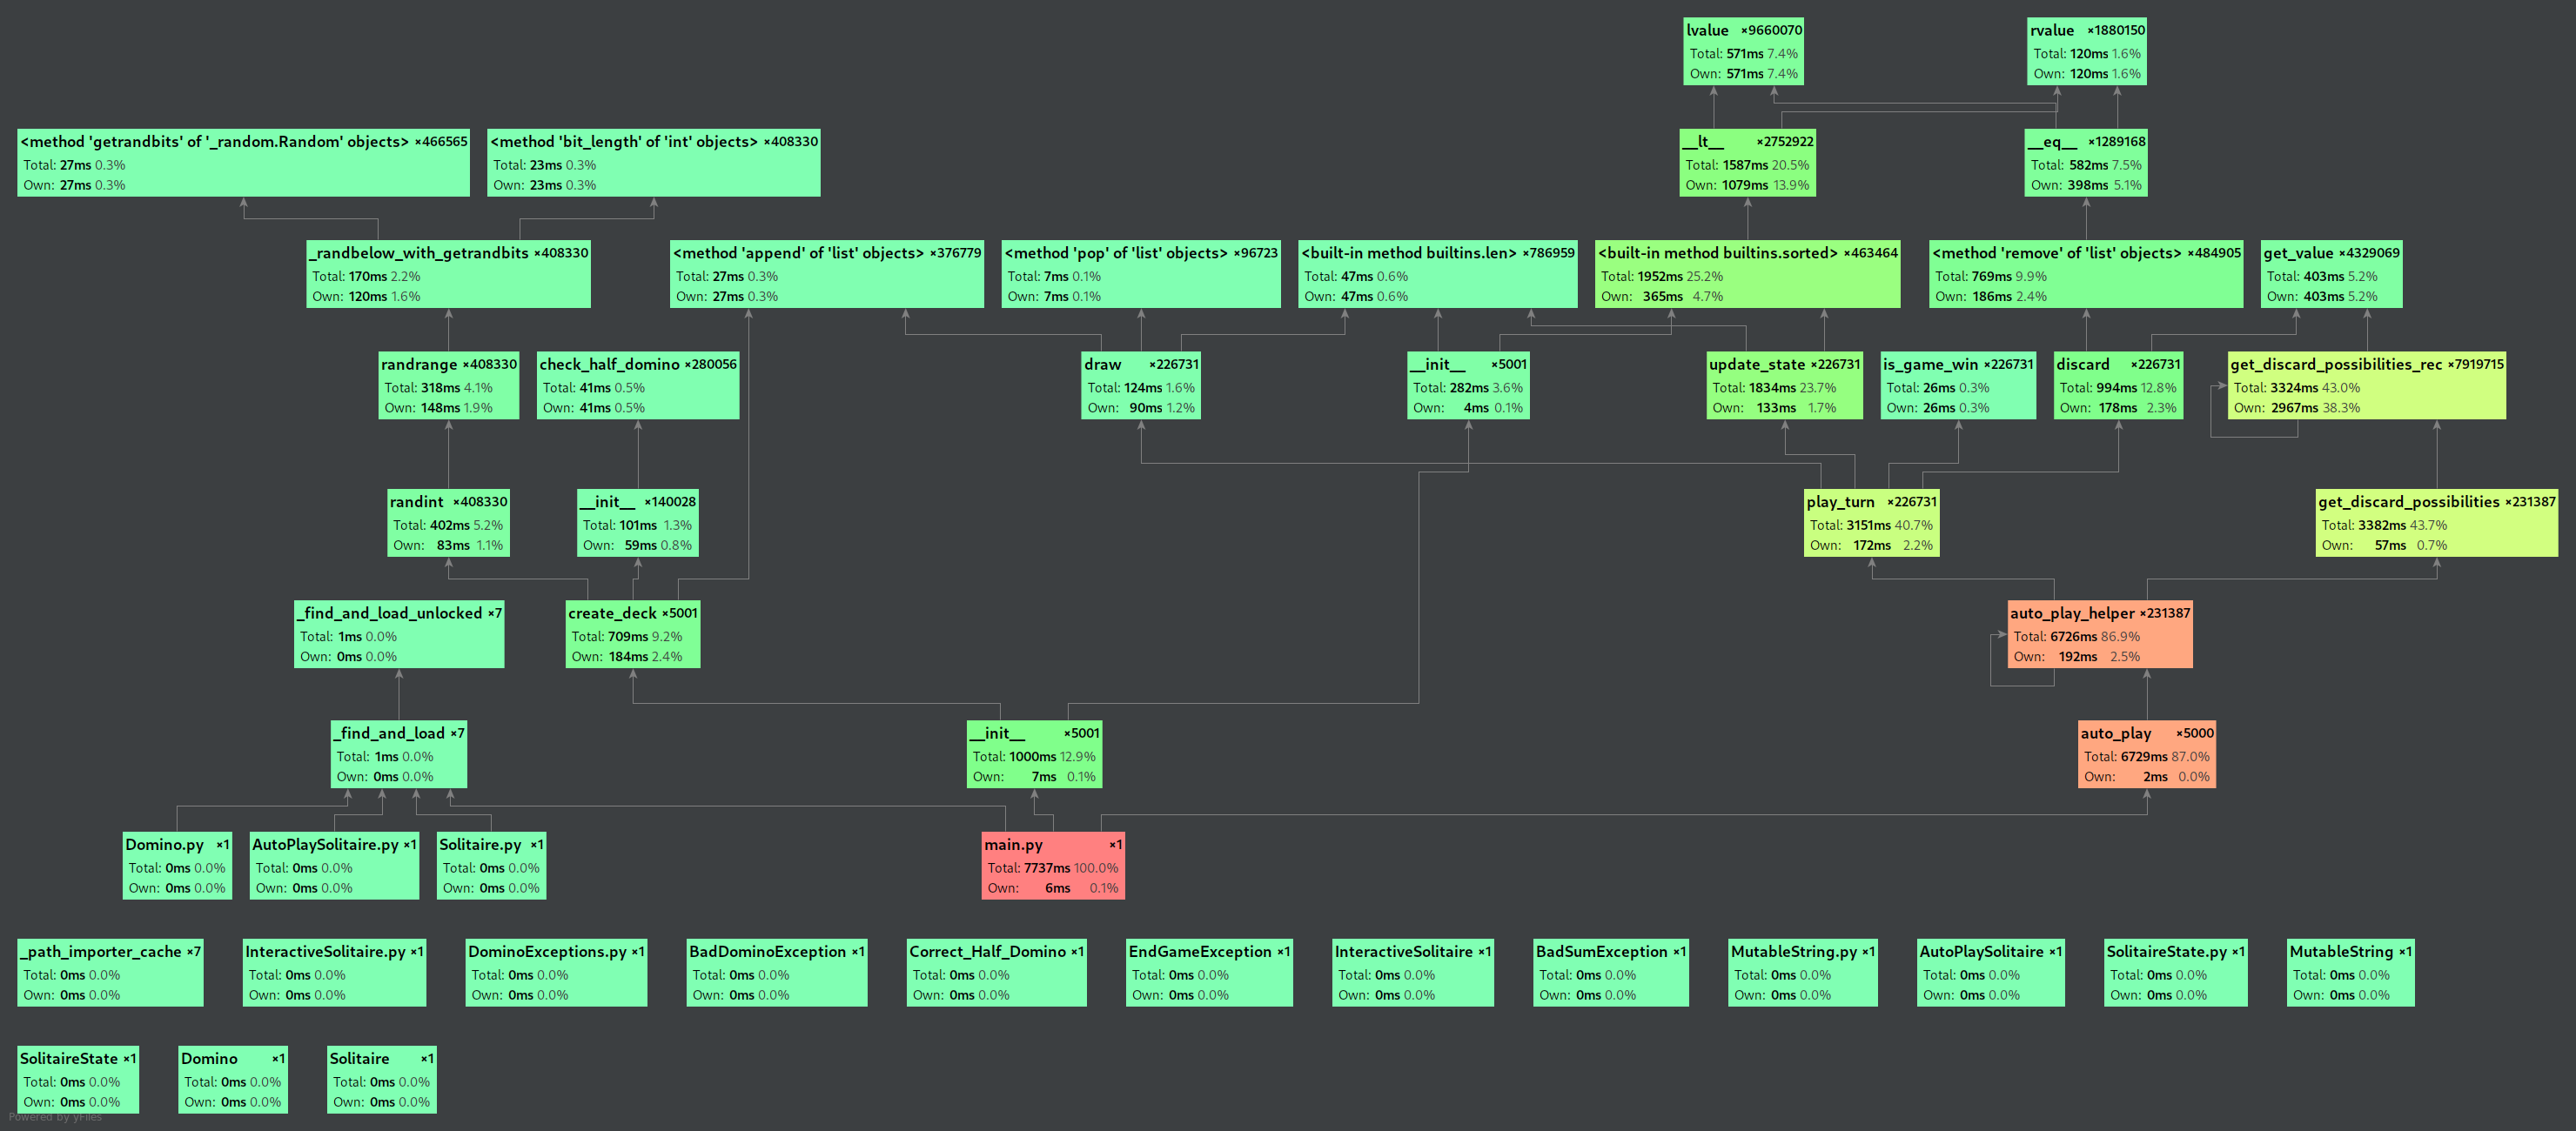 lvalue ×9660070
Total: 571ms 7.4%
Own: 571ms 7.4%
rvalue ×1880150
Total: 120ms 1.6%
Own: 120ms 1.6%
<method 'getrandbits' of '_random.Random' objects> ×466565
Total: 27ms 0.3%
Own: 27ms 0.3%
<method 'bit_length' of 'int' objects> ×408330
Total: 23ms 0.3%
Own: 23ms 0.3%
__lt__ ×2752922
Total: 1587ms 20.5%
Own: 1079ms 13.9%
__eq__ ×1289168
Total: 582ms 7.5%
Own: 398ms 5.1%
_randbelow_with_getrandbits ×408330
Total: 170ms 2.2%
Own: 120ms 1.6%
<method 'append' of 'list' objects> ×376779
Total: 27ms 0.3%
Own: 27ms 0.3%
<method 'pop' of 'list' objects> ×96723
Total: 7ms 0.1%
Own: 7ms 0.1%
<built-in method builtins.len> ×786959
Total: 47ms 0.6%
Own: 47ms 0.6%
<built-in method builtins.sorted> ×463464
Total: 1952ms 25.2%
Own: 365ms 4.7%
<method 'remove' of 'list' objects> ×484905
Total: 769ms 9.9%
Own: 186ms 2.4%
get_value ×4329069
Total: 403ms 5.2%
Own: 403ms 5.2%
randrange ×408330
Total: 318ms 4.1%
Own: 148ms 1.9%
check_half_domino ×280056
Total: 41ms 0.5%
Own: 41ms 0.5%
draw ×226731
Total: 124ms 1.6%
Own: 90ms 1.2%
__init__ ×5001
Total: 282ms 3.6%
Own: 4ms 0.1%
update_state ×226731
Total: 1834ms 23.7%
Own: 133ms 1.7%
is_game_win ×226731
Total: 26ms 0.3%
Own: 26ms 0.3%
discard ×226731
Total: 994ms 12.8%
Own: 178ms 2.3%
get_discard_possibilities_rec ×7919715
Total: 3324ms 43.0%
Own: 2967ms 38.3%
randint ×408330
Total: 402ms 5.2%
Own: 83ms 1.1%
__init__ ×140028
Total: 101ms 1.3%
Own: 59ms 0.8%
play_turn ×226731
Total: 3151ms 40.7%
Own: 172ms 2.2%
get_discard_possibilities ×231387
Total: 3382ms 43.7%
Own: 57ms 0.7%
_find_and_load_unlocked ×7
Total: 1ms 0.0%
Own: 0ms 0.0%
create_deck ×5001
Total: 709ms 9.2%
Own: 184ms 2.4%
auto_play_helper ×231387
Total: 6726ms 86.9%
Own: 192ms 2.5%
_find_and_load ×7
Total: 1ms 0.0%
Own: 0ms 0.0%
__init__ ×5001
Total: 1000ms 12.9%
Own: 7ms 0.1%
auto_play ×5000
Total: 6729ms 87.0%
Own: 2ms 0.0%
Domino.py ×1
Total: 0ms 0.0%
Own: 0ms 0.0%
AutoPlaySolitaire.py ×1
Total: 0ms 0.0%
Own: 0ms 0.0%
Solitaire.py ×1
Total: 0ms 0.0%
Own: 0ms 0.0%
main.py ×1
Total: 7737ms 100.0%
Own: 6ms 0.1%
_path_importer_cache ×7
Total: 0ms 0.0%
Own: 0ms 0.0%
InteractiveSolitaire.py ×1
Total: 0ms 0.0%
Own: 0ms 0.0%
DominoExceptions.py ×1
Total: 0ms 0.0%
Own: 0ms 0.0%
BadDominoException ×1
Total: 0ms 0.0%
Own: 0ms 0.0%
Correct_Half_Domino ×1
Total: 0ms 0.0%
Own: 0ms 0.0%
EndGameException ×1
Total: 0ms 0.0%
Own: 0ms 0.0%
InteractiveSolitaire ×1
Total: 0ms 0.0%
Own: 0ms 0.0%
BadSumException ×1
Total: 0ms 0.0%
Own: 0ms 0.0%
MutableString.py ×1
Total: 0ms 0.0%
Own: 0ms 0.0%
AutoPlaySolitaire ×1
Total: 0ms 0.0%
Own: 0ms 0.0%
SolitaireState.py ×1
Total: 0ms 0.0%
Own: 0ms 0.0%
MutableString ×1
Total: 0ms 0.0%
Own: 0ms 0.0%
SolitaireState ×1
Total: 0ms 0.0%
Own: 0ms 0.0%
Domino ×1
Total: 0ms 0.0%
Own: 0ms 0.0%
Solitaire ×1
Total: 0ms 0.0%
Own: 0ms 0.0%
Powered by yFiles